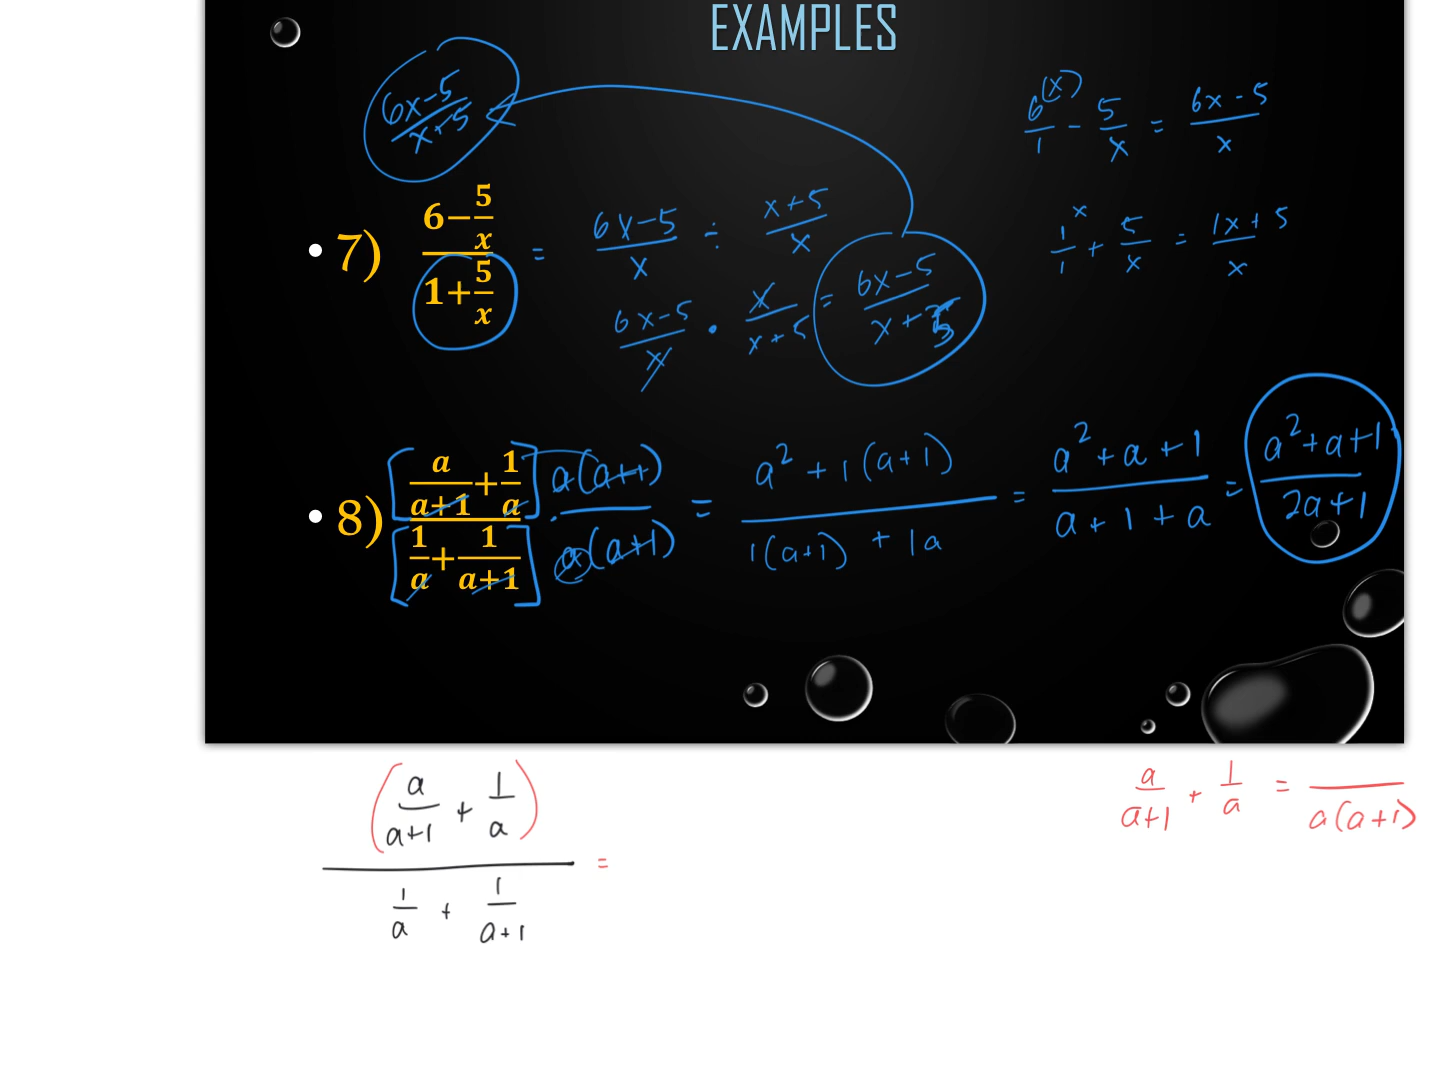 EXAMPLES
(6x-5)/(x+5)
6^(x)/1 - 5/x = (6x-5)/x
1^x/1 + 5/x = (1x+5)/x
• 7) (6-5/x)/(1+5/x) = (6x-5)/x ÷ (x+5)/x
(6x-5)/x · x/(x+5) = (6x-5)/(x+5)
• 8) [a/(a+1)+1/a]/[1/a+1/(a+1)] · a(a+1)/a(a+1) = (a²+1(a+1))/(1(a+1)+1a) = (a²+a+1)/(a+1+a) = (a²+a+1)/(2a+1)
(a/(a+1) + 1/a)/(1/a + 1/(a+1)) =
a/(a+1) + 1/a = /a(a+1)